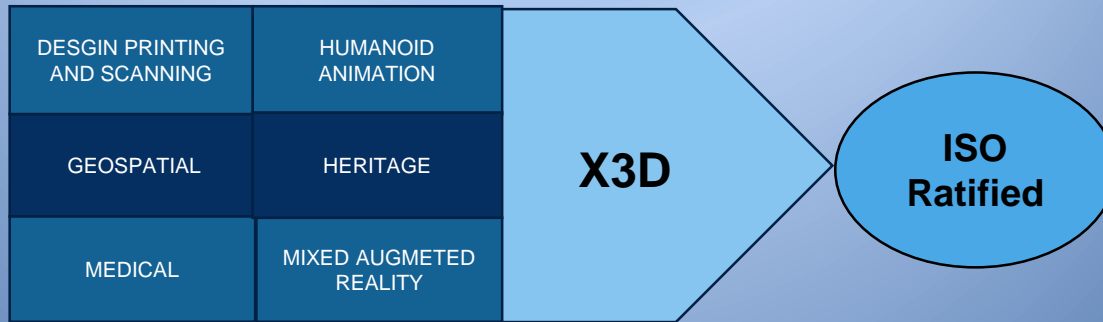 DESGIN PRINTING
AND SCANNING
HUMANOID
ANIMATION
GEOSPATIAL
HERITAGE
MEDICAL
MIXED AUGMETED
REALITY
X3D
ISO
Ratified